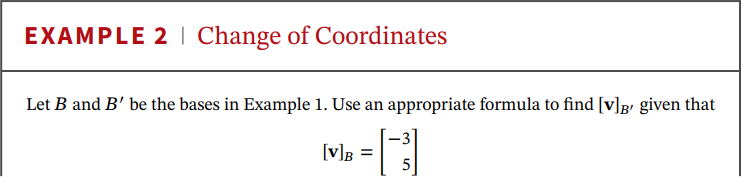 EXAMPLE 2 | Change of Coordinates
Let B and B′ be the bases in Example 1. Use an appropriate formula to find [v]B′ given that
[v]B = [−3
5]